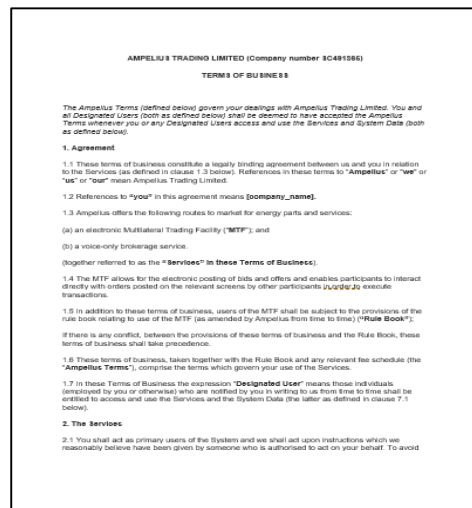 AMPELIUS TRADING LIMITED (Company number SC491365)
TERMS OF BUSINESS
The Ampelius Terms (defined below) govern your dealings with Ampelius Trading Limited. You and
all Designated Users (both as defined below) shall be deemed to have accepted the Ampelius
Terms whenever you or any Designated Users access and use the Services and System Data (both
as defined below).
1. Agreement
1.1 These terms of business constitute a legally binding agreement between us and you in relation
to the Services (as defined in clause 1.3 below). References in these terms to "Ampelius" or "we" or
"us" or "our" mean Ampelius Trading Limited.
1.2 References to "you" in this agreement means [company_name].
1.3 Ampelius offers the following routes to market for energy parts and services:
(a) an electronic Multilateral Trading Facility ("MTF"); and
(b) a voice-only brokerage service.
(together referred to as the "Services" in these Terms of Business).
1.4 The MTF allows for the electronic posting of bids and offers and enables participants to interact
directly with orders posted on the relevant screens by other participants in order to execute
transactions.
1.5 In addition to these terms of business, users of the MTF shall be subject to the provisions of the
rule book relating to use of the MTF (as amended by Ampelius from time to time) ("Rule Book");
If there is any conflict, between the provisions of these terms of business and the Rule Book, these
terms of business shall take precedence.
1.6 These terms of business, taken together with the Rule Book and any relevant fee schedule (the
"Ampelius Terms"), comprise the terms which govern your use of the Services.
1.7 In these Terms of Business the expression "Designated User" means those individuals
(employed by you or otherwise) who are notified by you in writing to us from time to time shall be
entitled to access and use the Services and the System Data (the latter as defined in clause 7.1
below).
2. The Services
2.1 You shall act as primary users of the System and we shall act upon instructions which we
reasonably believe have been given by someone who is authorised to act on your behalf. To avoid